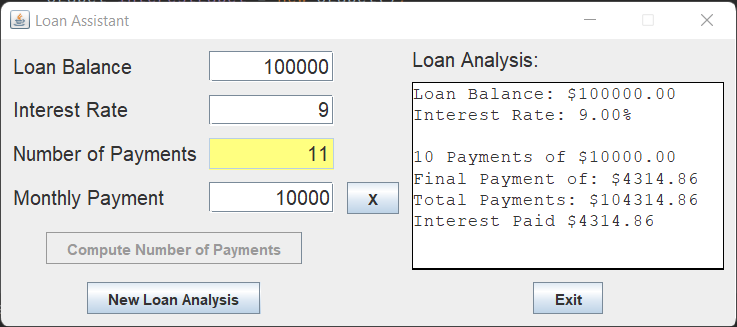 Loan Assistant
Loan Balance 100000
Interest Rate 9
Number of Payments 11
Monthly Payment 10000 X
Compute Number of Payments
New Loan Analysis
Loan Analysis:
Loan Balance: $100000.00
Interest Rate: 9.00%
10 Payments of $10000.00
Final Payment of: $4314.86
Total Payments: $104314.86
Interest Paid $4314.86
Exit